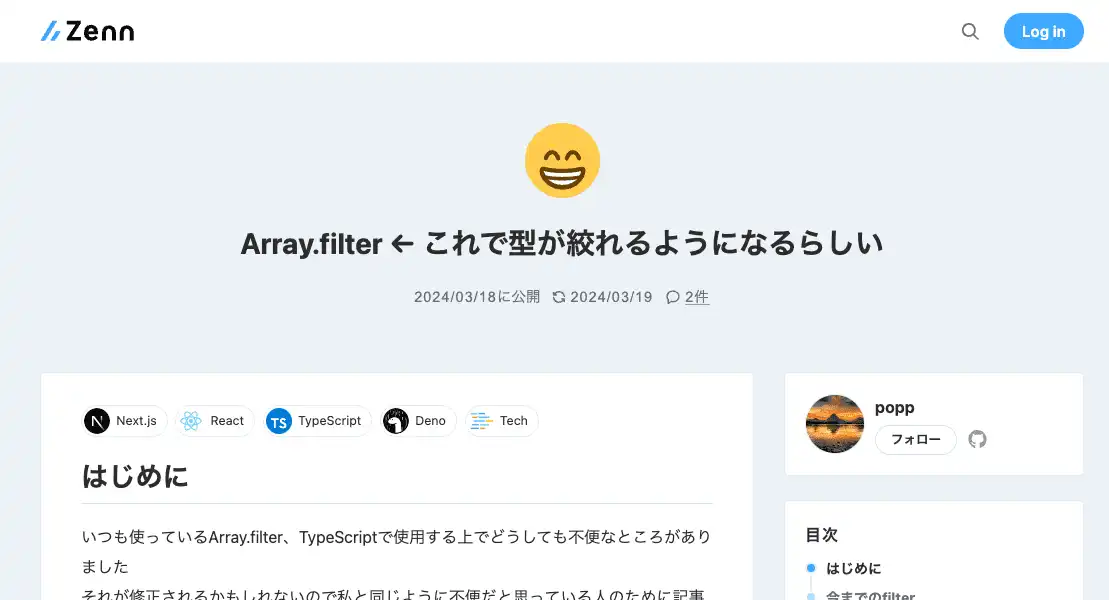 Zenn
Log in
Array.filter ← これで型が絞れるようになるらしい
2024/03/18に公開 2024/03/19 2件
Next.js React TypeScript Deno Tech
はじめに
いつも使っているArray.filter、TypeScriptで使用する上でどうしても不便なところがあり
ました
それが修正されるかもしれないので私と同じように不便だと思っている人のために記事
popp
フォロー
目次
はじめに
今までのfilter